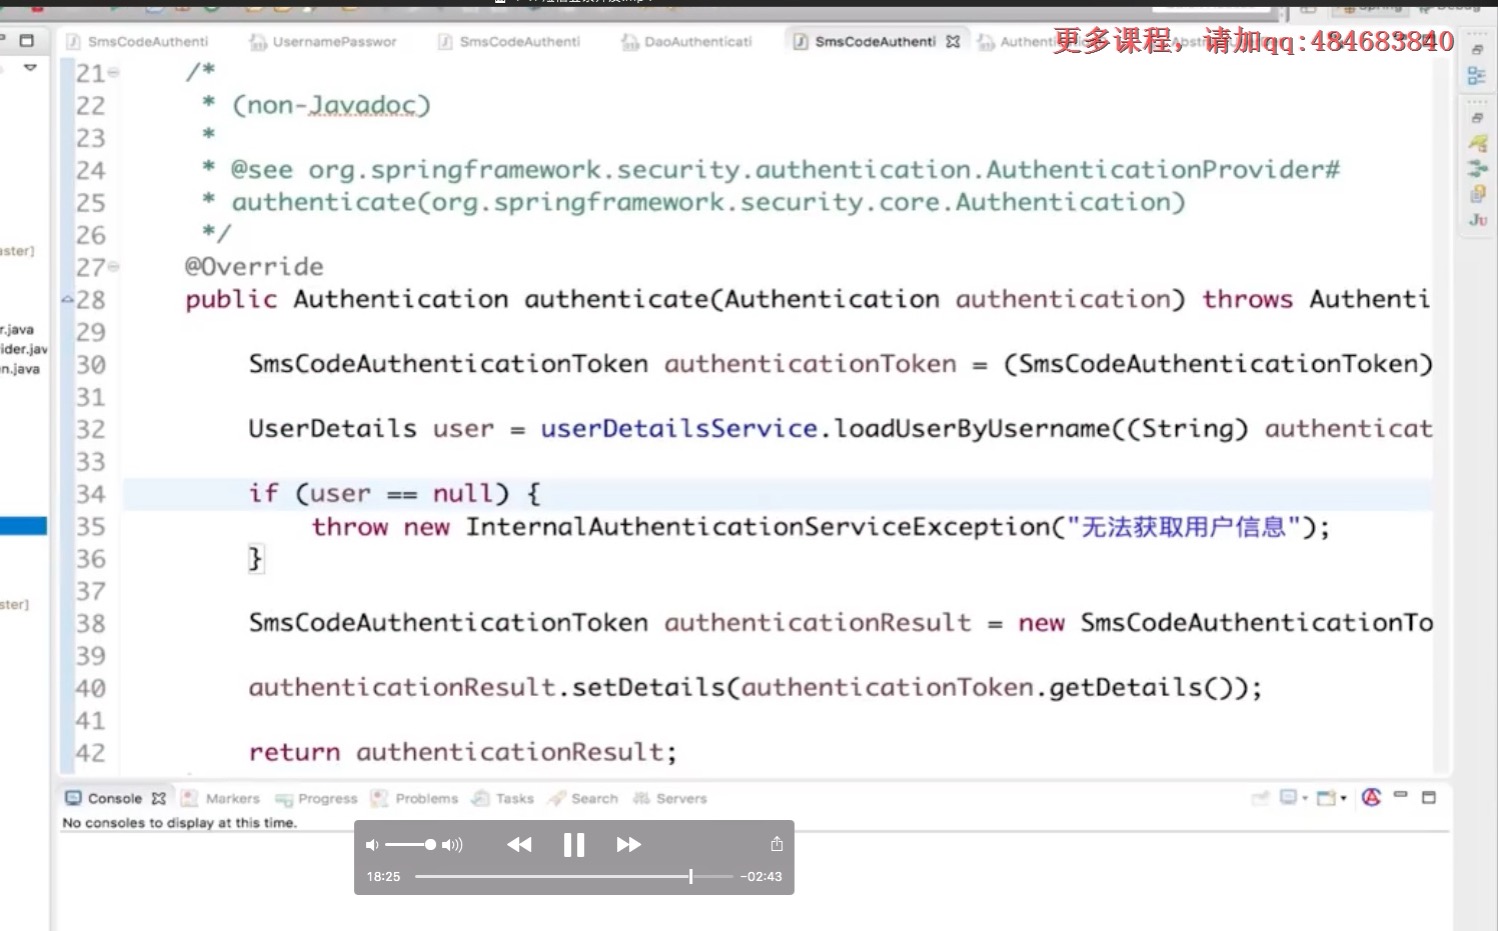 SmsCodeAuthenti UsernamePasswor SmsCodeAuthenti DaoAuthenticati SmsCodeAuthenti
更多课程，请加qq:484683840
21 /*
22 * (non-Javadoc)
23 *
24 * @see org.springframework.security.authentication.AuthenticationProvider#
25 * authenticate(org.springframework.security.core.Authentication)
26 */
27 @Override
28 public Authentication authenticate(Authentication authentication) throws Authenti
29
30 SmsCodeAuthenticationToken authenticationToken = (SmsCodeAuthenticationToken)
31
32 UserDetails user = userDetailsService.loadUserByUsername((String) authenticat
33
34 if (user == null) {
35 throw new InternalAuthenticationServiceException("无法获取用户信息");
36 }
37
38 SmsCodeAuthenticationToken authenticationResult = new SmsCodeAuthenticationTo
39
40 authenticationResult.setDetails(authenticationToken.getDetails());
41
42 return authenticationResult;
aster]
r.java
ider.jav
n.java
ster]
Ju
Console Markers Progress Problems Tasks Search Servers
No consoles to display at this time.
18:25 -02:43